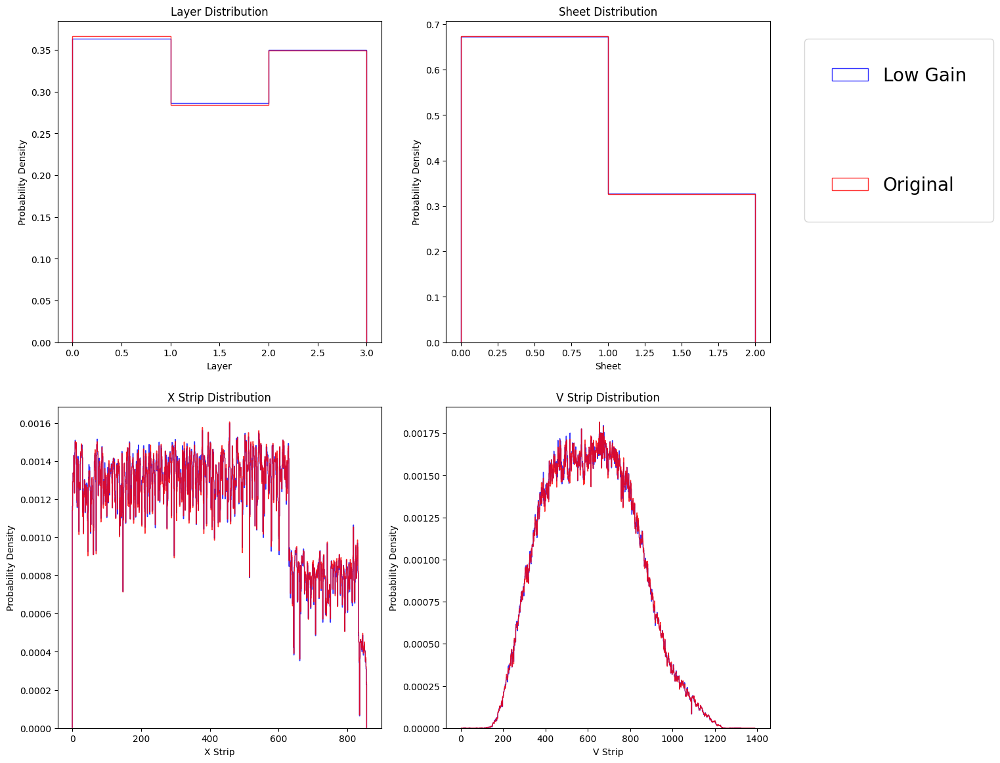 Layer Distribution
Probability Density
0.35
0.30
0.25
0.20
0.15
0.10
0.05
0.00
0.0 0.5 1.0 1.5 2.0 2.5 3.0
Layer
Sheet Distribution
Probability Density
0.7
0.6
0.5
0.4
0.3
0.2
0.1
0.0
0.00 0.25 0.50 0.75 1.00 1.25 1.50 1.75 2.00
Sheet
Low Gain
Original
X Strip Distribution
Probability Density
0.0016
0.0014
0.0012
0.0010
0.0008
0.0006
0.0004
0.0002
0.0000
0 200 400 600 800
X Strip
V Strip Distribution
Probability Density
0.00175
0.00150
0.00125
0.00100
0.00075
0.00050
0.00025
0.00000
0 200 400 600 800 1000 1200 1400
V Strip